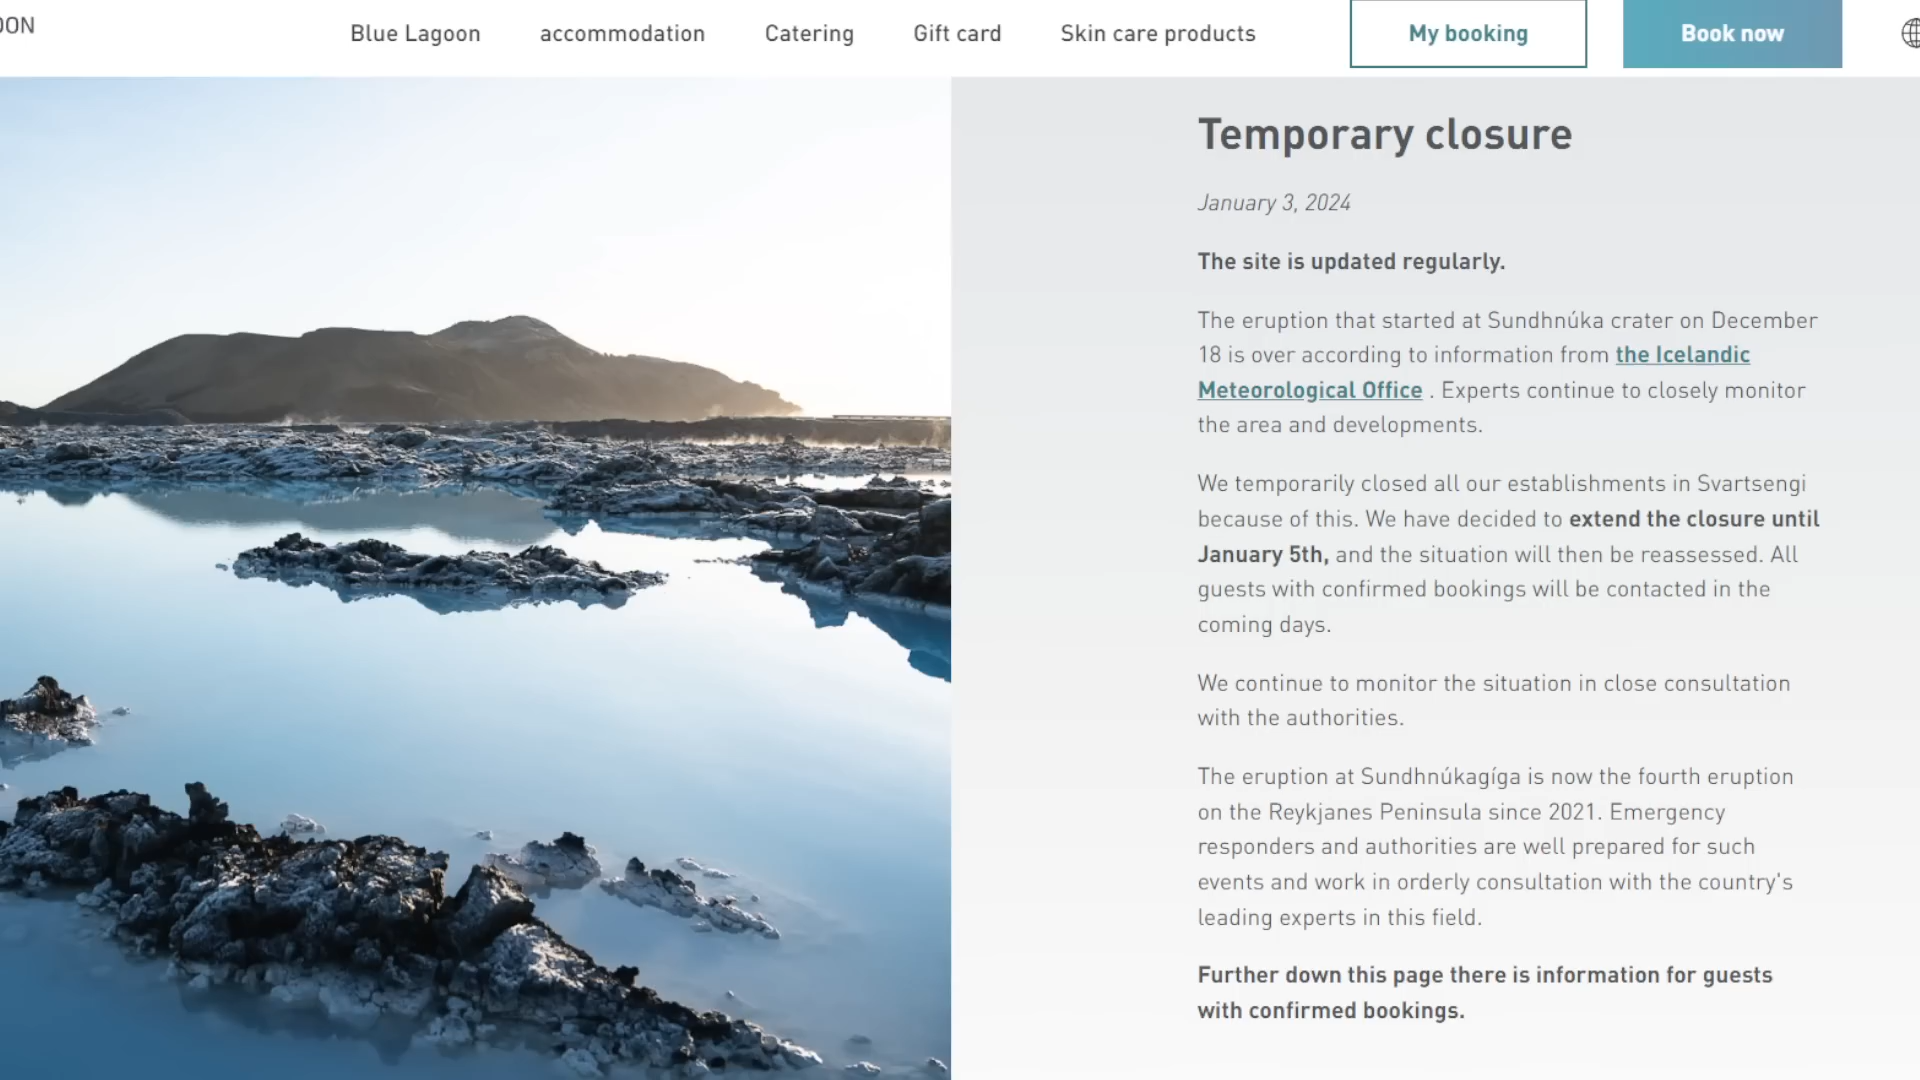 Blue Lagoon accommodation Catering Gift card Skin care products My booking Book now
Temporary closure
January 3, 2024
The site is updated regularly.
The eruption that started at Sundhnúka crater on December
18 is over according to information from the Icelandic
Meteorological Office . Experts continue to closely monitor
the area and developments.
We temporarily closed all our establishments in Svartsengi
because of this. We have decided to extend the closure until
January 5th, and the situation will then be reassessed. All
guests with confirmed bookings will be contacted in the
coming days.
We continue to monitor the situation in close consultation
with the authorities.
The eruption at Sundhnúkagíga is now the fourth eruption
on the Reykjanes Peninsula since 2021. Emergency
responders and authorities are well prepared for such
events and work in orderly consultation with the country's
leading experts in this field.
Further down this page there is information for guests
with confirmed bookings.